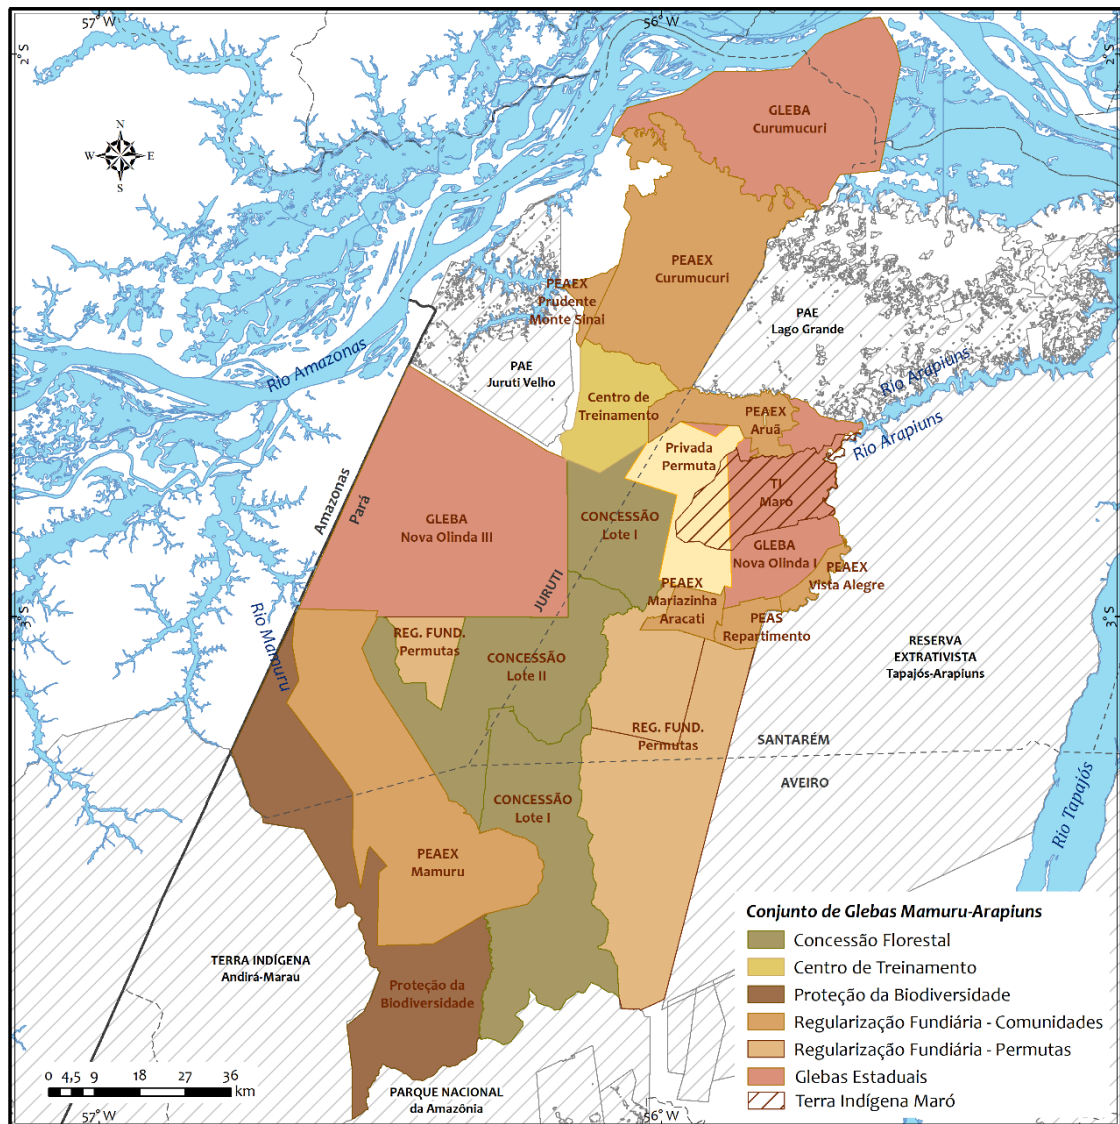 57° W
56° W
2°S
2°S
N
W
E
S
GLEBA
Curumucuri
PEAEX
Curumucuri
PEAEX
Prudente
Monte Sinai
PAE
Lago Grande
Rio Amazonas
PAE
Juruti Velho
Rio Arapiuns
Centro de
Treinamento
PEAEX
Aruã
Rio Arapiuns
Privada
Permuta
TI
Maró
Amazonas
Pará
GLEBA
Nova Olinda III
CONCESSÃO
Lote I
GLEBA
Nova Olinda I
PEAEX
Vista Alegre
JURUTI
PEAEX
Mariazinha
Aracati
PEAS
Repartimento
3°S
3°S
Rio Mamuru
REG. FUND.
Permutas
CONCESSÃO
Lote II
RESERVA
EXTRATIVISTA
Tapajós-Arapiuns
REG. FUND.
Permutas
SANTARÉM
AVEIRO
CONCESSÃO
Lote I
Rio Tapajós
PEAEX
Mamuru
TERRA INDÍGENA
Andirá-Marau
Proteção da
Biodiversidade
PARQUE NACIONAL
da Amazônia
0 4,5 9 18 27 36
km
57° W
56° W
Conjunto de Glebas Mamuru-Arapiuns
Concessão Florestal
Centro de Treinamento
Proteção da Biodiversidade
Regularização Fundiária - Comunidades
Regularização Fundiária - Permutas
Glebas Estaduais
Terra Indígena Maró